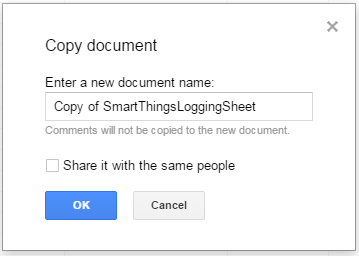 Copy document
Enter a new document name:
Copy of SmartThingsLoggingSheet
Comments will not be copied to the new document.
Share it with the same people
OK Cancel